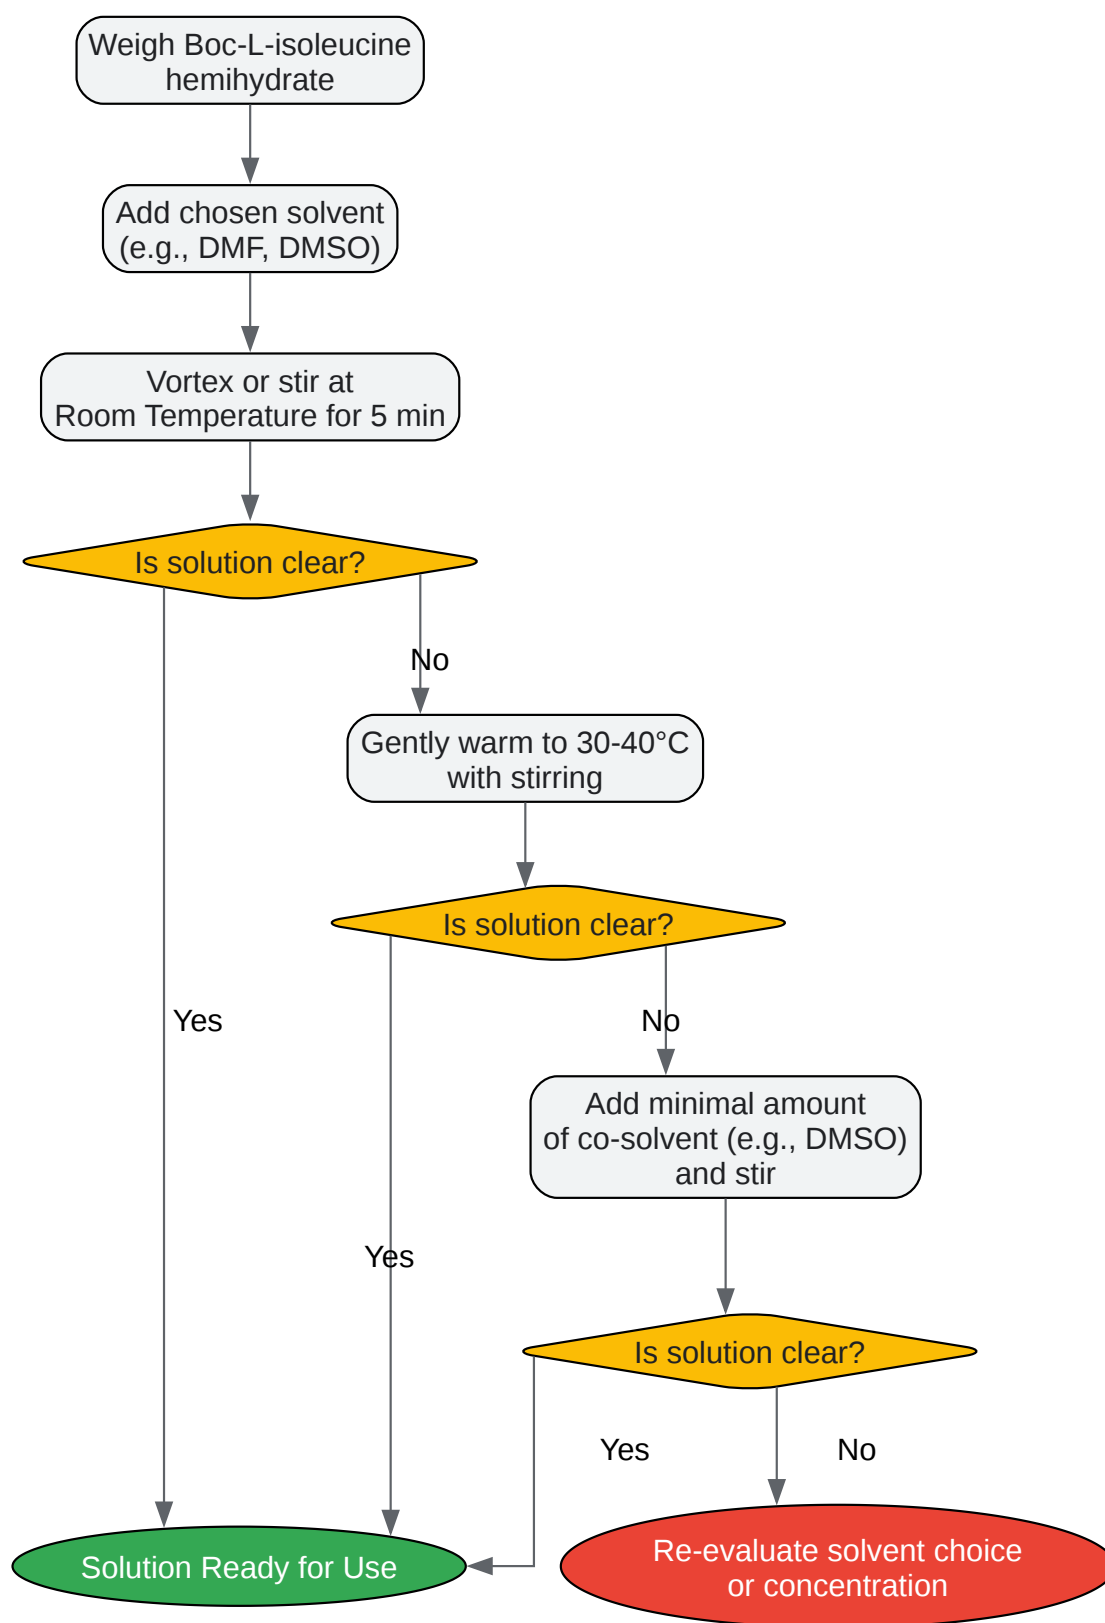 Weigh Boc-L-isoleucine
hemihydrate
Add chosen solvent
(e.g., DMF, DMSO)
Vortex or stir at
Room Temperature for 5 min
Is solution clear?
No
Gently warm to 30-40°C
with stirring
Is solution clear?
Yes
No
Add minimal amount
of co-solvent (e.g., DMSO)
and stir
Yes
Is solution clear?
Yes
No
Solution Ready for Use
Re-evaluate solvent choice
or concentration